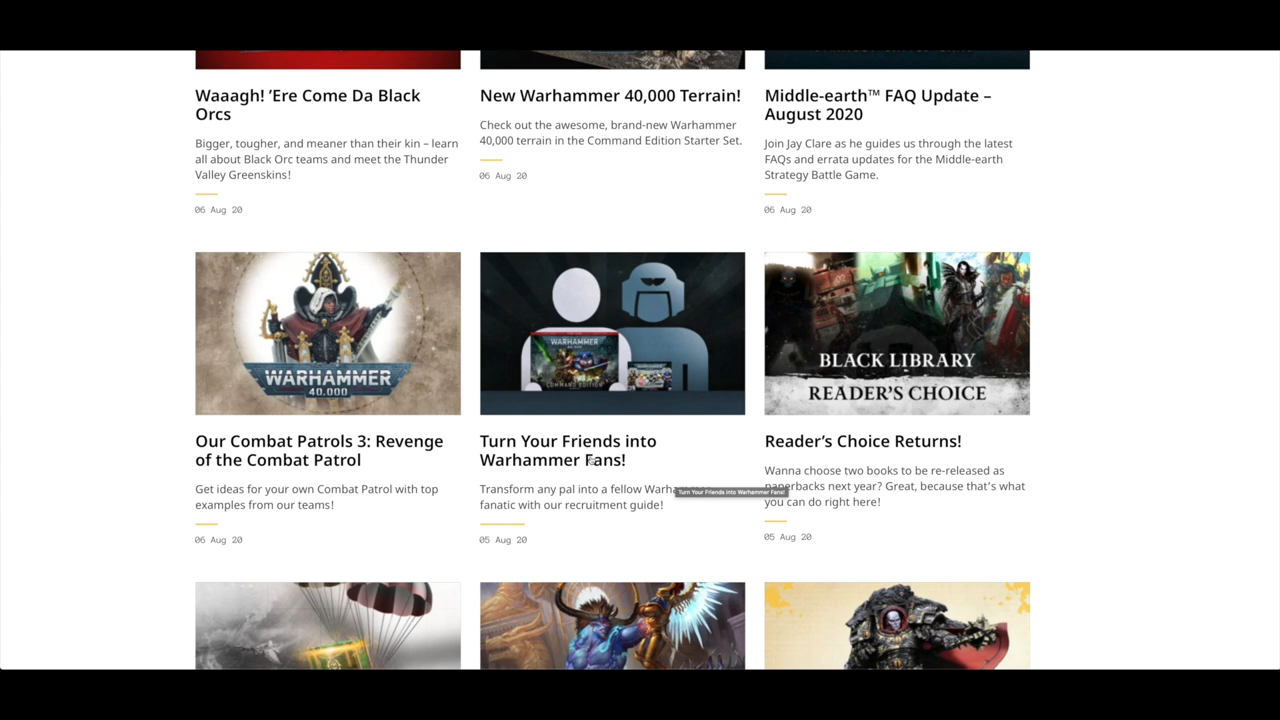 Waaagh! ’Ere Come Da Black
Orcs
Bigger, tougher, and meaner than their kin – learn
all about Black Orc teams and meet the Thunder
Valley Greenskins!
06 Aug 20
New Warhammer 40,000 Terrain!
Check out the awesome, brand-new Warhammer
40,000 terrain in the Command Edition Starter Set.
06 Aug 20
Middle-earth™ FAQ Update –
August 2020
Join Jay Clare as he guides us through the latest
FAQs and errata updates for the Middle-earth
Strategy Battle Game.
06 Aug 20
WARHAMMER
40,000
Our Combat Patrols 3: Revenge
of the Combat Patrol
Get ideas for your own Combat Patrol with top
examples from our teams!
06 Aug 20
WARHAMMER
COMMAND EDITION
Turn Your Friends into
Warhammer Fans!
Transform any pal into a fellow Warhammer
fanatic with our recruitment guide!
Turn Your Friends into Warhammer Fans!
05 Aug 20
BLACK LIBRARY
READER’S CHOICE
Reader’s Choice Returns!
Wanna choose two books to be re-released as
paperbacks next year? Great, because that’s what
you can do right here!
05 Aug 20